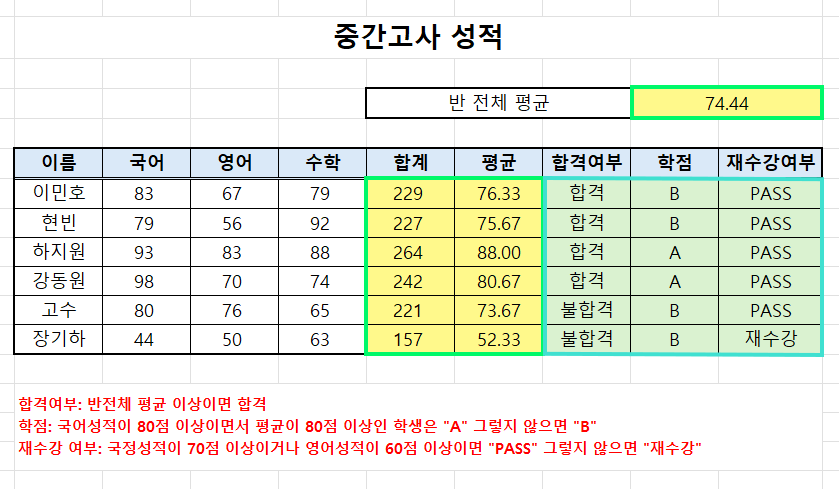 중간고사 성적
반 전체 평균 74.44
이름 국어 영어 수학 합계 평균 합격여부 학점 재수강여부
이민호 83 67 79 229 76.33 합격 B PASS
현빈 79 56 92 227 75.67 합격 B PASS
하지원 93 83 88 264 88.00 합격 A PASS
강동원 98 70 74 242 80.67 합격 A PASS
고수 80 76 65 221 73.67 불합격 B PASS
장기하 44 50 63 157 52.33 불합격 B 재수강
합격여부: 반전체 평균 이상이면 합격
학점: 국어성적이 80점 이상이면서 평균이 80점 이상인 학생은 "A" 그렇지 않으면 "B"
재수강 여부: 국정성적이 70점 이상이거나 영어성적이 60점 이상이면 "PASS" 그렇지 않으면 "재수강"